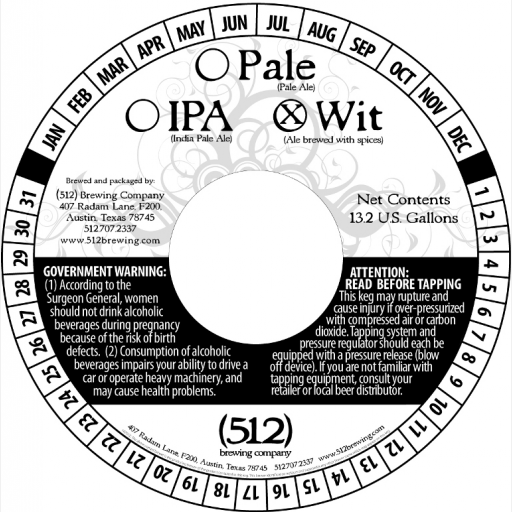 JAN
FEB
MAR
APR
MAY
JUN
JUL
AUG
SEP
OCT
NOV
DEC
Pale
(Pale Ale)
IPA
(India Pale Ale)
X Wit
(Ale brewed with spices)
Brewed and packaged by:
(512) Brewing Company
407 Radam Lane, F200,
Austin, Texas 78745
512.707.2337
www.512brewing.com
Net Contents
13.2 U.S. Gallons
GOVERNMENT WARNING:
(1) According to the
Surgeon General, women
should not drink alcoholic
beverages during pregnancy
because of the risk of birth
defects. (2) Consumption of alcoholic
beverages impairs your ability to drive a
car or operate heavy machinery, and
may cause health problems.
ATTENTION:
READ BEFORE TAPPING
This keg may rupture and
cause injury if over-pressurized
with compressed air or carbon
dioxide. Tapping system and
pressure regulator should each be
equipped with a pressure release (blow
off device). If you are not familiar with
tapping equipment, consult your
retailer or local beer distributor.
(512)
brewing company
407 Radam Lane, F200, Austin, Texas 78745 512.707.2337 www.512brewing.com
1
2
3
4
5
6
7
8
9
10
11
12
13
14
15
16
17
18
19
20
21
22
23
24
25
26
27
28
29
30
31